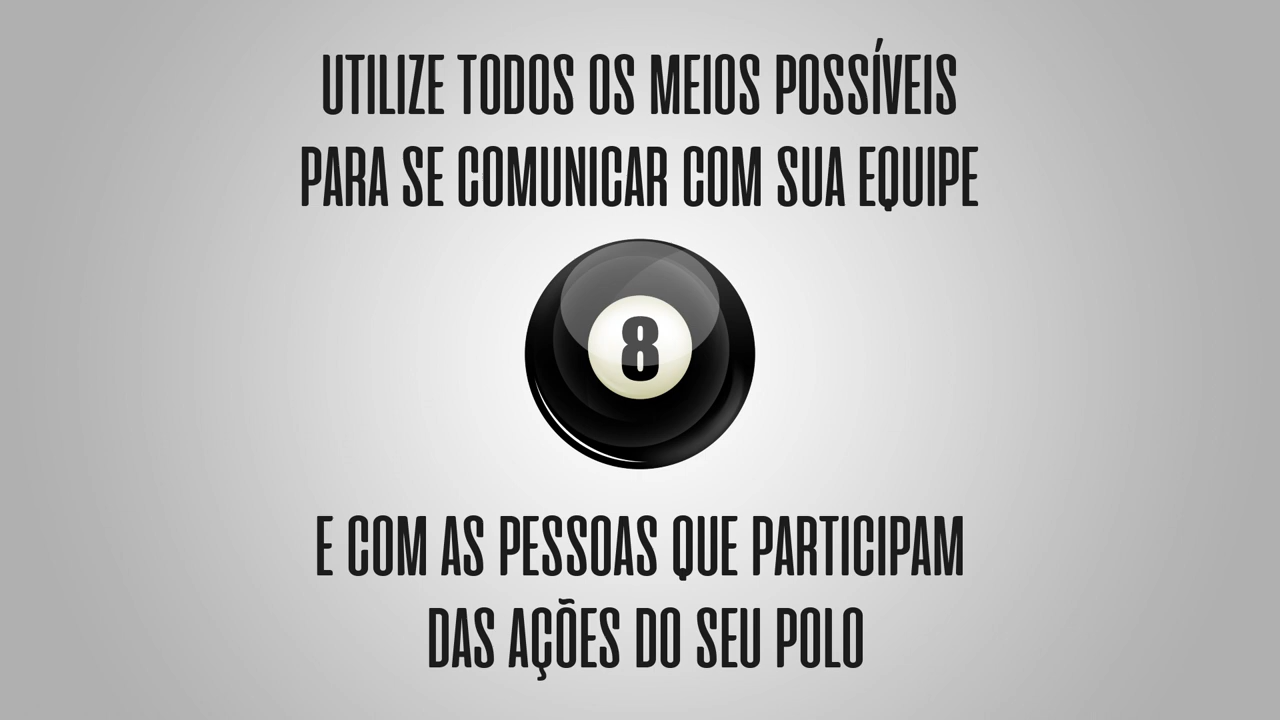 UTILIZE TODOS OS MEIOS POSSÍVEIS
PARA SE COMUNICAR COM SUA EQUIPE
8
E COM AS PESSOAS QUE PARTICIPAM
DAS AÇÕES DO SEU POLO